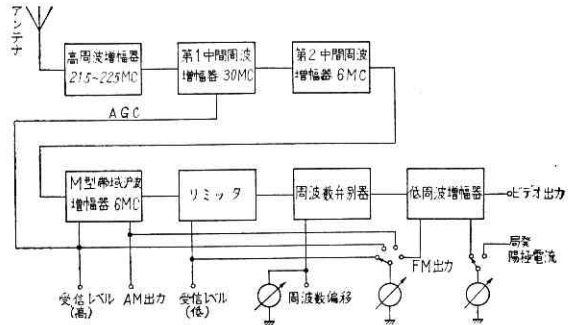 アンテナ
高周波増幅器
215~225MC
第1中間周波
増幅器 30MC
第2中間周波
増幅器 6MC
AGC
M型帯域沪波
増幅器 6MC
リミッタ
周波数弁別器
低周波増幅器
ビデオ出力
局発
陽極電流
FM出力
受信レベル
(高)
AM出力
受信レベル
(低)
周波数偏移